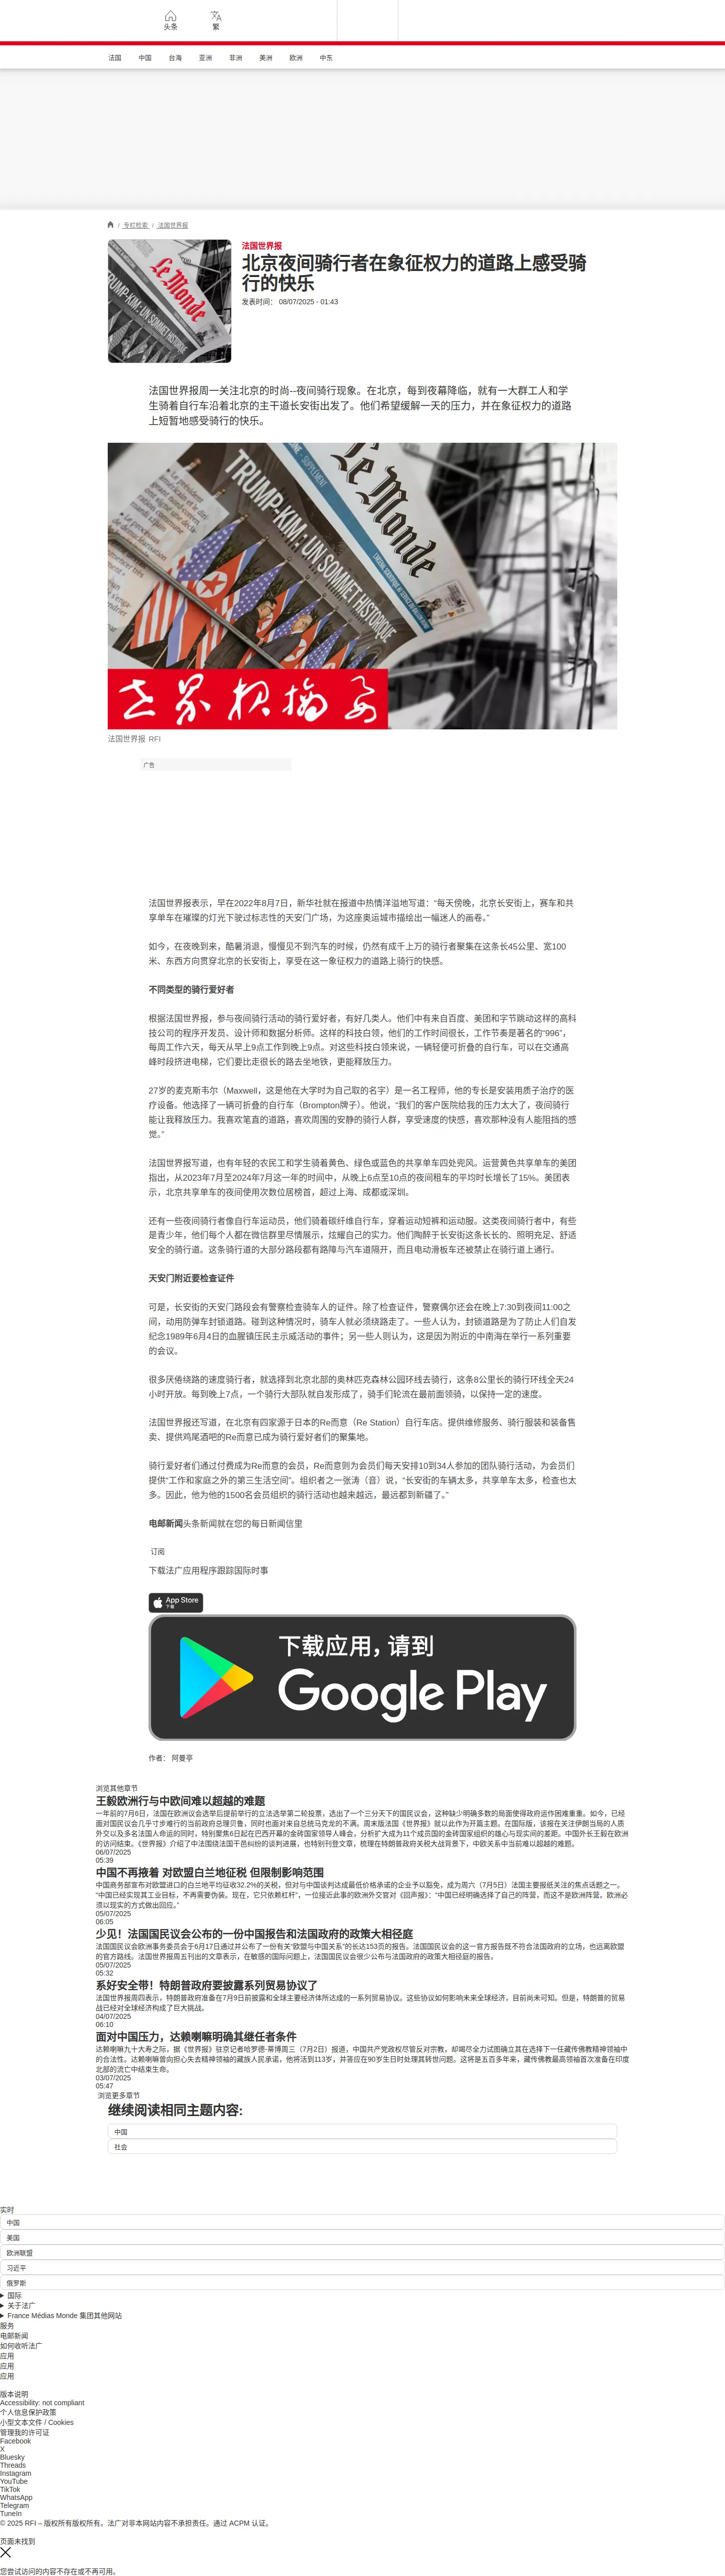 头条
繁
法国
中国
台海
亚洲
非洲
美洲
欧洲
中东
/ 专栏检索 / 法国世界报
法国世界报
北京夜间骑行者在象征权力的道路上感受骑
行的快乐
发表时间： 08/07/2025 - 01:43
法国世界报周一关注北京的时尚--夜间骑行现象。在北京，每到夜幕降临，就有一大群工人和学
生骑着自行车沿着北京的主干道长安街出发了。他们希望缓解一天的压力，并在象征权力的道路
上短暂地感受骑行的快乐。
Le Monde
TRUMP-KIM : UN SOMMET HISTORIQUE
世界报摘要
法国世界报 RFI
广告
法国世界报表示，早在2022年8月7日，新华社就在报道中热情洋溢地写道：“每天傍晚，北京长安街上，赛车和共
享单车在璀璨的灯光下驶过标志性的天安门广场，为这座奥运城市描绘出一幅迷人的画卷。”
如今，在夜晚到来，酷暑消退，慢慢见不到汽车的时候，仍然有成千上万的骑行者聚集在这条长45公里、宽100
米、东西方向贯穿北京的长安街上，享受在这一象征权力的道路上骑行的快感。
不同类型的骑行爱好者
根据法国世界报，参与夜间骑行活动的骑行爱好者，有好几类人。他们中有来自百度、美团和字节跳动这样的高科
技公司的程序开发员、设计师和数据分析师。这样的科技白领，他们的工作时间很长，工作节奏是著名的“996”，
每周工作六天，每天从早上9点工作到晚上9点。对这些科技白领来说，一辆轻便可折叠的自行车，可以在交通高
峰时段挤进电梯，它们要比走很长的路去坐地铁，更能释放压力。
27岁的麦克斯韦尔（Maxwell，这是他在大学时为自己取的名字）是一名工程师，他的专长是安装用质子治疗的医
疗设备。他选择了一辆可折叠的自行车（Brompton牌子）。他说，“我们的客户医院给我的压力太大了，夜间骑行
能让我释放压力。我喜欢笔直的道路，喜欢周围的安静的骑行人群，享受速度的快感，喜欢那种没有人能阻挡的感
觉。”
法国世界报写道，也有年轻的农民工和学生骑着黄色、绿色或蓝色的共享单车四处兜风。运营黄色共享单车的美团
指出，从2023年7月至2024年7月这一年的时间中，从晚上6点至10点的夜间租车的平均时长增长了15%。美团表
示，北京共享单车的夜间使用次数位居榜首，超过上海、成都或深圳。
还有一些夜间骑行者像自行车运动员，他们骑着碳纤维自行车，穿着运动短裤和运动服。这类夜间骑行者中，有些
是青少年，他们每个人都在微信群里尽情展示，炫耀自己的实力。他们陶醉于长安街这条长长的、照明充足、舒适
安全的骑行道。这条骑行道的大部分路段都有路障与汽车道隔开，而且电动滑板车还被禁止在骑行道上通行。
天安门附近要检查证件
可是，长安街的天安门路段会有警察检查骑车人的证件。除了检查证件，警察偶尔还会在晚上7:30到夜间11:00之
间，动用防弹车封锁道路。碰到这种情况时，骑车人就必须绕路走了。一些人认为，封锁道路是为了防止人们自发
纪念1989年6月4日的血腥镇压民主示威活动的事件；另一些人则认为，这是因为附近的中南海在举行一系列重要
的会议。
很多厌倦绕路的速度骑行者，就选择到北京北部的奥林匹克森林公园环线去骑行，这条8公里长的骑行环线全天24
小时开放。每到晚上7点，一个骑行大部队就自发形成了，骑手们轮流在最前面领骑，以保持一定的速度。
法国世界报还写道，在北京有四家源于日本的Re而意（Re Station）自行车店。提供维修服务、骑行服装和装备售
卖、提供鸡尾酒吧的Re而意已成为骑行爱好者们的聚集地。
骑行爱好者们通过付费成为Re而意的会员，Re而意则为会员们每天安排10到34人参加的团队骑行活动，为会员们
提供“工作和家庭之外的第三生活空间”。组织者之一张涛（音）说，“长安街的车辆太多，共享单车太多，检查也太
多。因此，他为他的1500名会员组织的骑行活动也越来越远，最远都到新疆了。”
电邮新闻头条新闻就在您的每日新闻信里
订阅
下载法广应用程序跟踪国际时事
App Store
下载
下载应用，请到
Google Play
作者： 阿曼亭
浏览其他章节
王毅欧洲行与中欧间难以超越的难题
一年前的7月6日，法国在欧洲议会选举后提前举行的立法选举第二轮投票，选出了一个三分天下的国民议会，这种缺少明确多数的局面使得政府运作困难重重。如今，已经
面对国民议会几乎寸步难行的当前政府总理贝鲁，同时也面对来自总统马克龙的不满。周末版法国《世界报》就以此作为开篇主题。在国际版，该报在关注伊朗当局的人质
外交以及多名法国人命运的同时，特别聚焦6日起在巴西开幕的金砖国家领导人峰会，分析扩大成为11个成员国的金砖国家组织的雄心与现实间的差距。中国外长王毅在欧洲
的访问结束。《世界报》介绍了中法围绕法国干邑纠纷的谈判进展，也特别刊登文章，梳理在特朗普政府关税大战背景下，中欧关系中当前难以超越的难题。
06/07/2025
05:39
中国不再掖着 对欧盟白兰地征税 但限制影响范围
中国商务部宣布对欧盟进口的白兰地平均征收32.2%的关税，但对与中国谈判达成最低价格承诺的企业予以豁免，成为周六（7月5日）法国主要报纸关注的焦点话题之一。
“中国已经实现其工业目标，不再需要伪装。现在，它只依赖杠杆”，一位接近此事的欧洲外交官对《回声报》：“中国已经明确选择了自己的阵营，而这不是欧洲阵营。欧洲必
须以现实的方式做出回应。”
05/07/2025
06:05
少见！法国国民议会公布的一份中国报告和法国政府的政策大相径庭
法国国民议会欧洲事务委员会于6月17日通过并公布了一份有关“欧盟与中国关系”的长达153页的报告。法国国民议会的这一官方报告既不符合法国政府的立场，也远离欧盟
的官方路线。法国世界报周五刊出的文章表示，在敏感的国际问题上，法国国民议会很少公布与法国政府的政策大相径庭的报告。
05/07/2025
05:32
系好安全带！特朗普政府要披露系列贸易协议了
法国世界报周四表示，特朗普政府准备在7月9日前披露和全球主要经济体所达成的一系列贸易协议。这些协议如何影响未来全球经济，目前尚未可知。但是，特朗普的贸易
战已经对全球经济构成了巨大挑战。
04/07/2025
06:10
面对中国压力，达赖喇嘛明确其继任者条件
达赖喇嘛九十大寿之际，据《世界报》驻京记者哈罗德·蒂博周三（7月2日）报道，中国共产党政权尽管反对宗教，却竭尽全力试图确立其在选择下一任藏传佛教精神领袖中
的合法性。达赖喇嘛曾向担心失去精神领袖的藏族人民承诺，他将活到113岁，并答应在90岁生日时处理其转世问题。这将是五百多年来，藏传佛教最高领袖首次准备在印度
北部的流亡中结束生命。
03/07/2025
05:47
浏览更多章节
继续阅读相同主题内容:
中国
社会
实时
中国
美国
欧洲联盟
习近平
俄罗斯
国际
关于法广
France Médias Monde 集团其他网站
服务
电邮新闻
如何收听法广
应用
应用
应用
版本说明
Accessibility: not compliant
个人信息保护政策
小型文本文件 / Cookies
管理我的许可证
Facebook
X
Bluesky
Threads
Instagram
YouTube
TikTok
WhatsApp
Telegram
TuneIn
© 2025 RFI – 版权所有版权所有。法广对非本网站内容不承担责任。通过 ACPM 认证。
页面未找到
您尝试访问的内容不存在或不再可用。